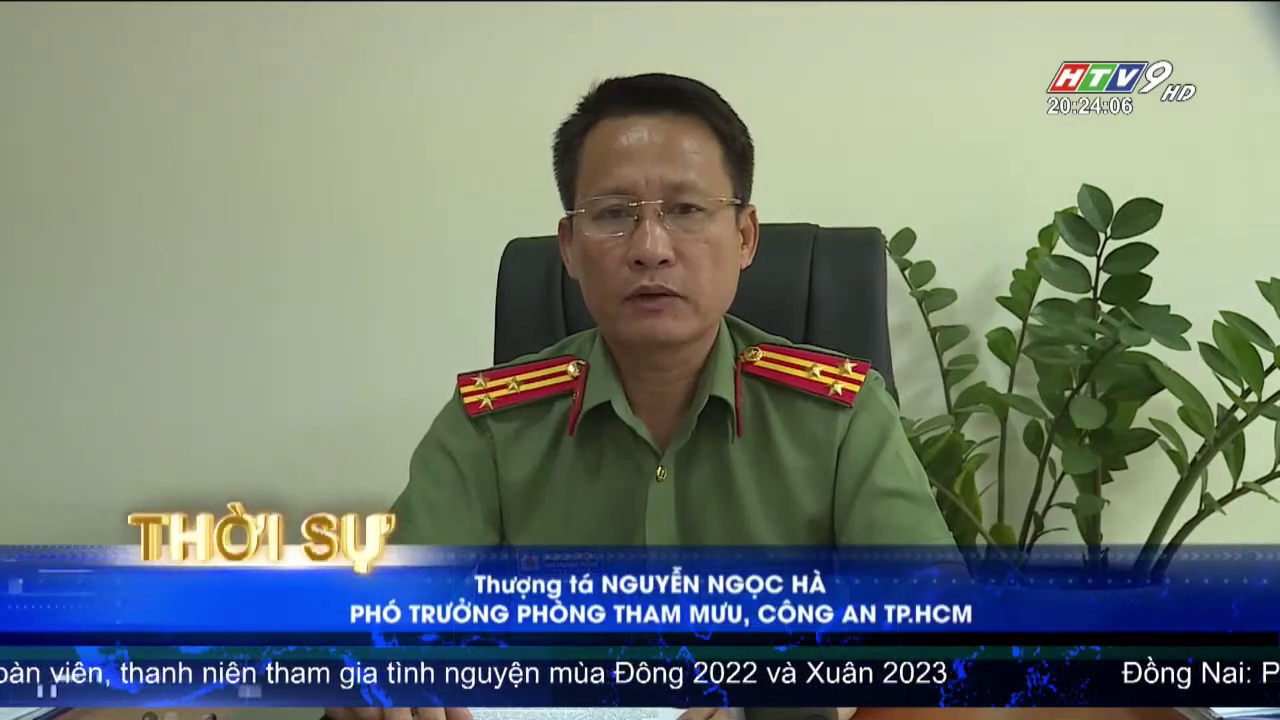 HTV9 HD
20:24:06
THỜI SỰ
Thượng tá NGUYỄN NGỌC HÀ
PHÓ TRƯỞNG PHÒNG THAM MƯU, CÔNG AN TP.HCM
viên, thanh niên tham gia tình nguyện mùa Đông 2022 và Xuân 2023 Đồng Nai: